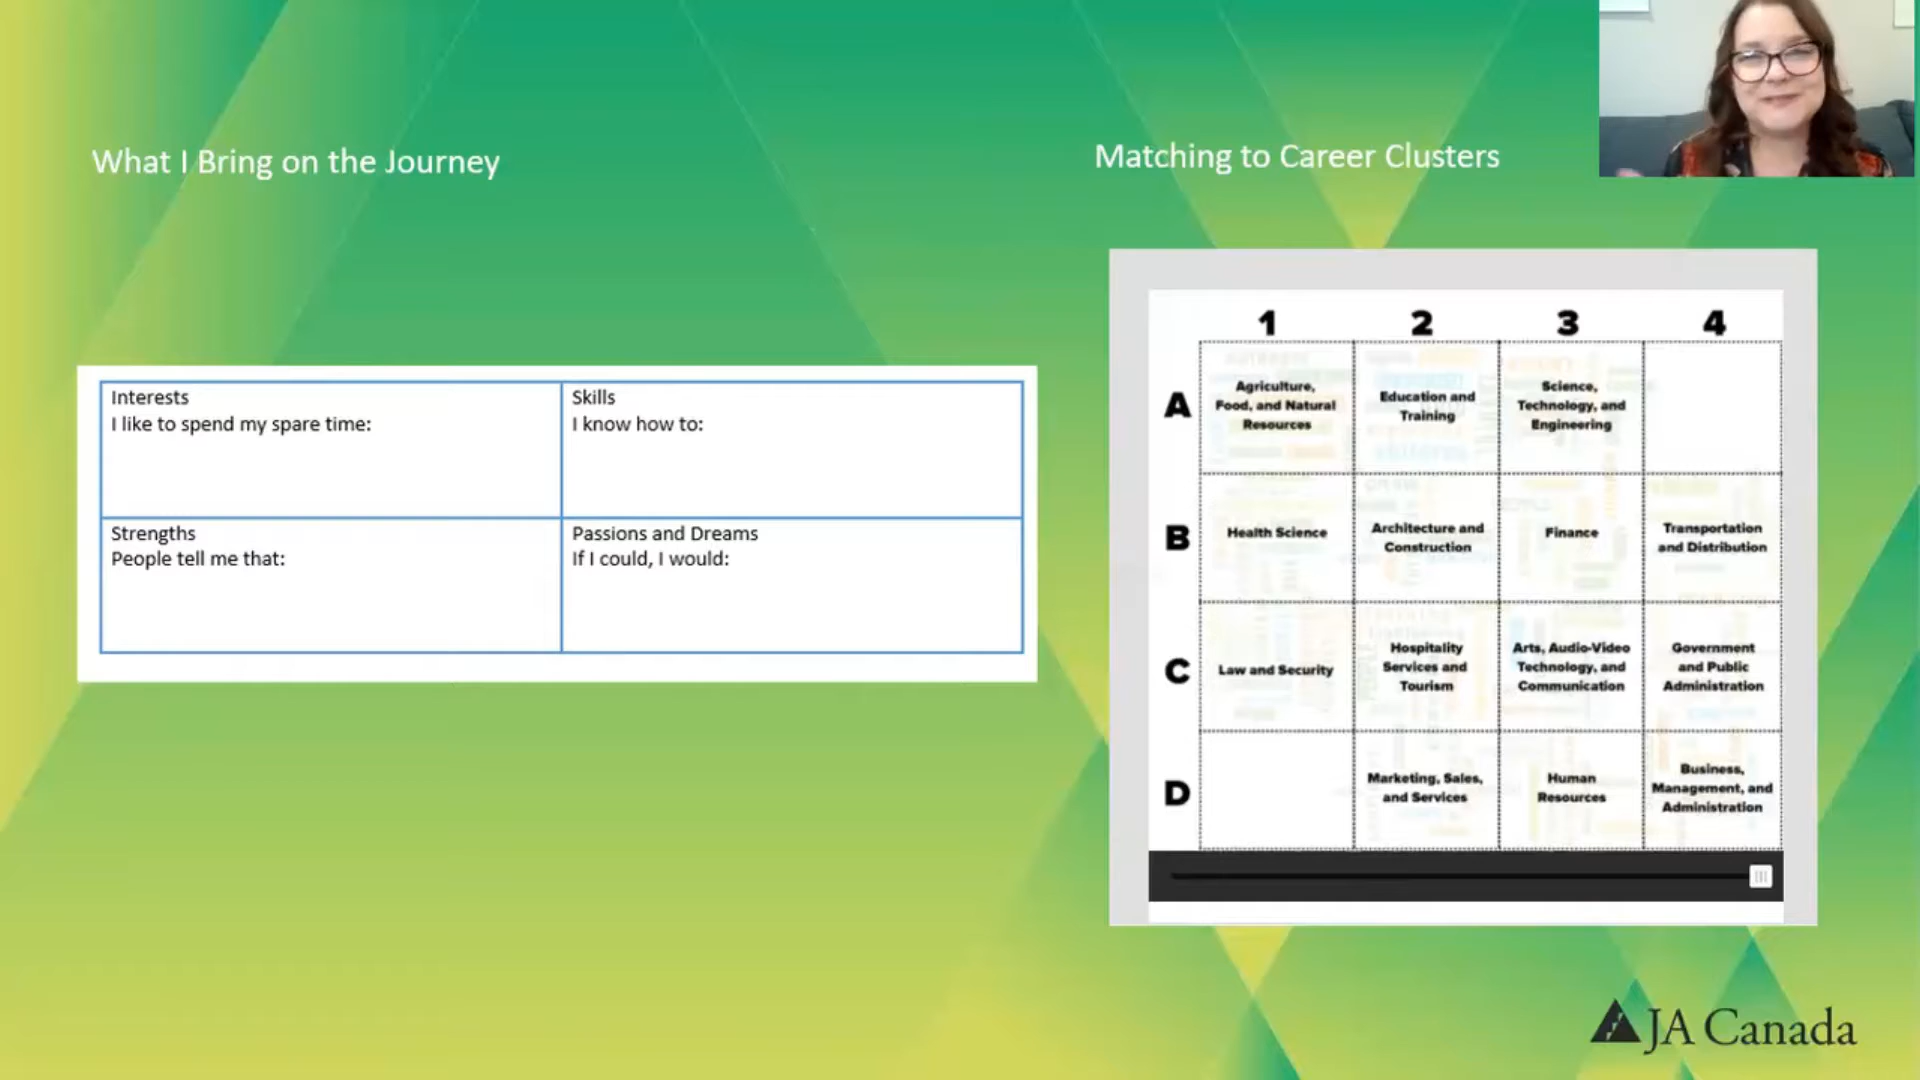 What I Bring on the Journey
Interests
I like to spend my spare time:
Skills
I know how to:
Strengths
People tell me that:
Passions and Dreams
If I could, I would:
Matching to Career Clusters
1 2 3 4
A
Agriculture,
Food, and Natural
Resources
Education and
Training
Science,
Technology, and
Engineering
B
Health Science
Architecture and
Construction
Finance
Transportation
and Distribution
C
Law and Security
Hospitality
Services and
Tourism
Arts, Audio-Video
Technology, and
Communication
Government
and Public
Administration
D
Marketing, Sales,
and Services
Human
Resources
Business,
Management, and
Administration
JA Canada